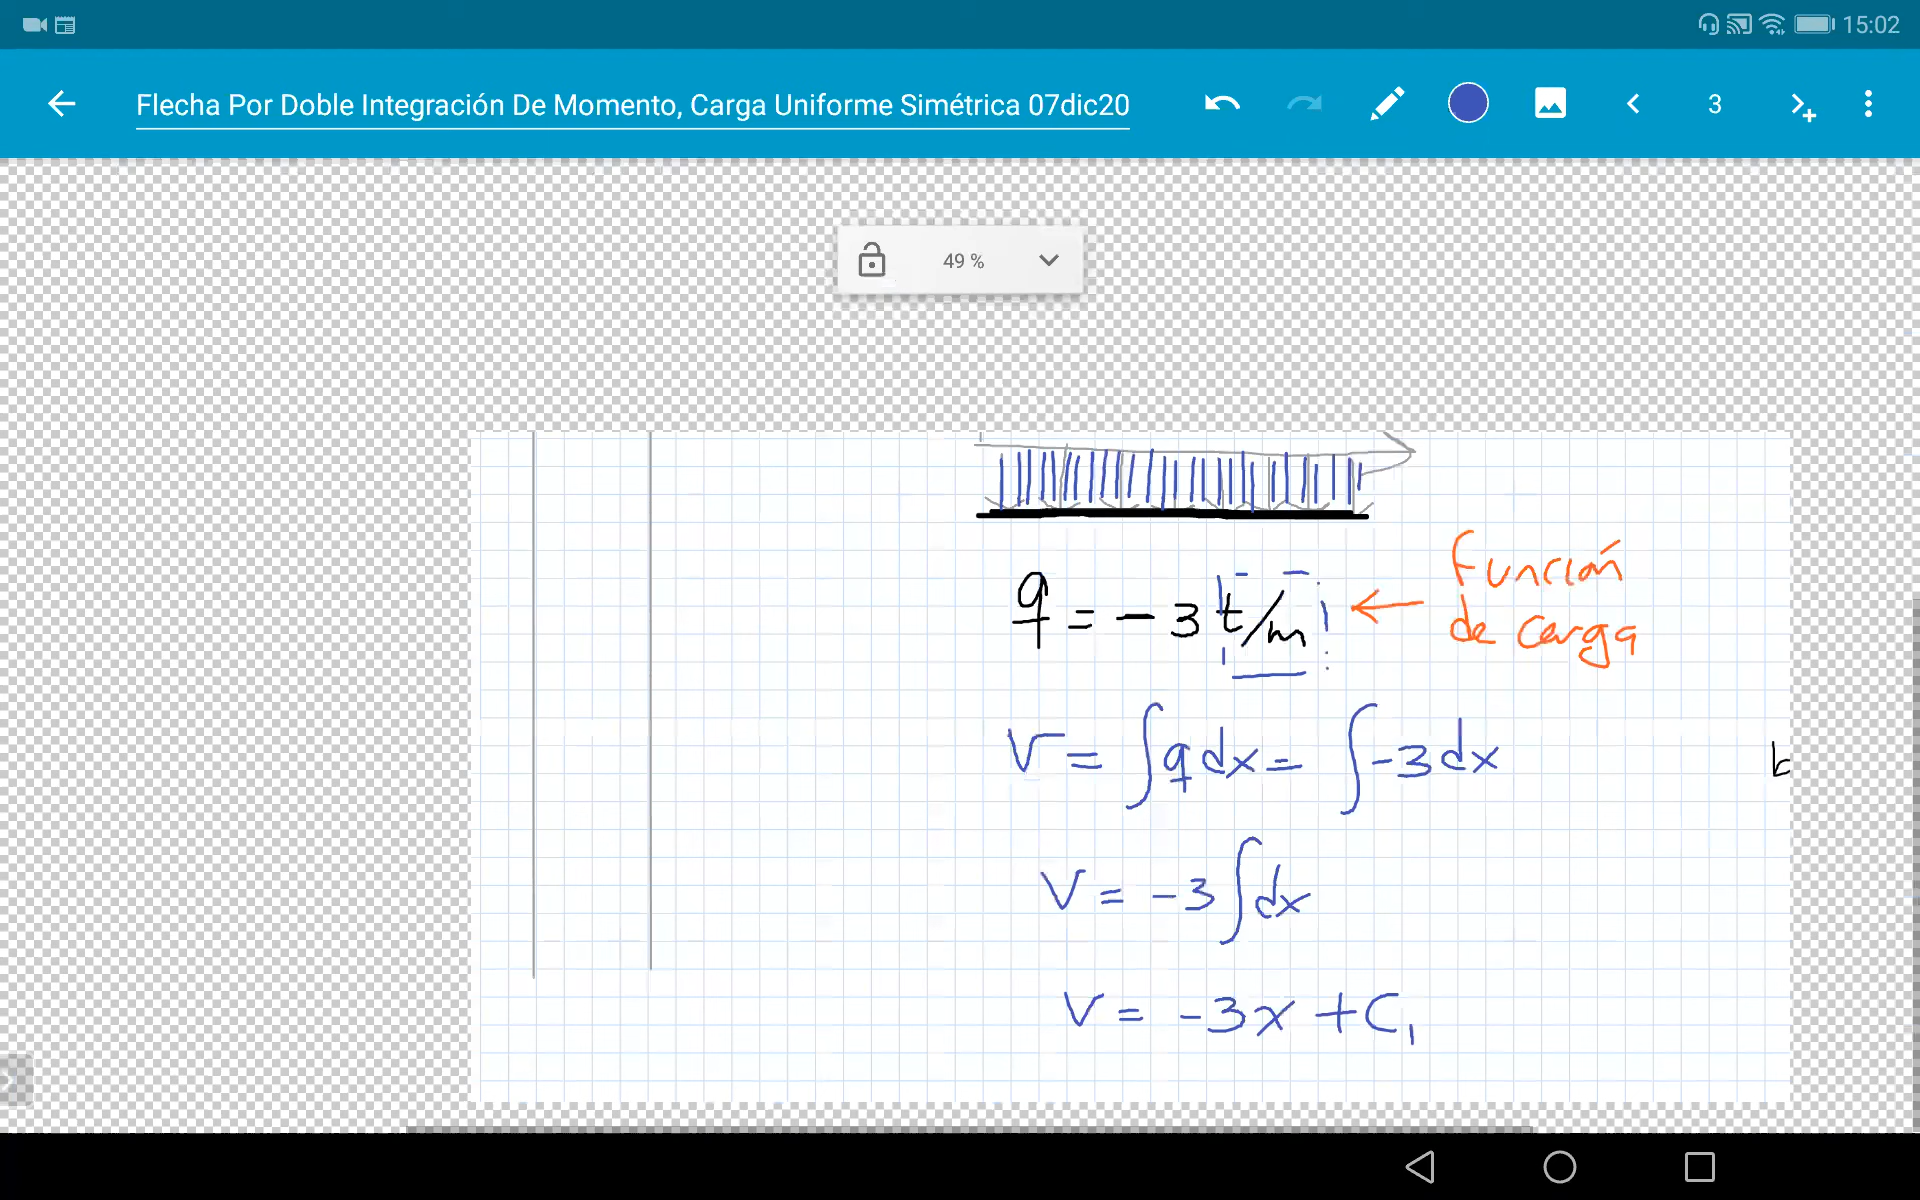 15:02
Flecha Por Doble Integración De Momento, Carga Uniforme Simétrica 07dic20
3
49 %
q = - 3 t/m ← función
de carga
V = ∫ q dx = ∫ -3 dx
V = -3 ∫ dx
V = -3x + C₁